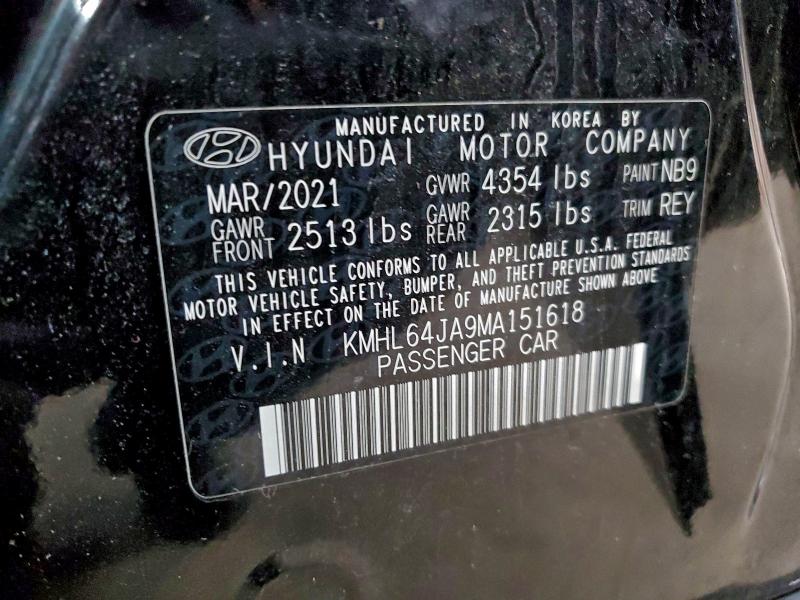 MANUFACTURED IN KOREA BY
HYUNDAI MOTOR COMPANY
MAR/2021 GVWR 4354 lbs PAINT NB9
GAWR FRONT 2513 lbs GAWR REAR 2315 lbs TRIM REY
THIS VEHICLE CONFORMS TO ALL APPLICABLE U.S.A. FEDERAL
MOTOR VEHICLE SAFETY, BUMPER, AND THEFT PREVENTION STANDARDS
IN EFFECT ON THE DATE OF MANUFACTURE SHOWN ABOVE
V.I.N KMHL64JA9MA151618
PASSENGER CAR